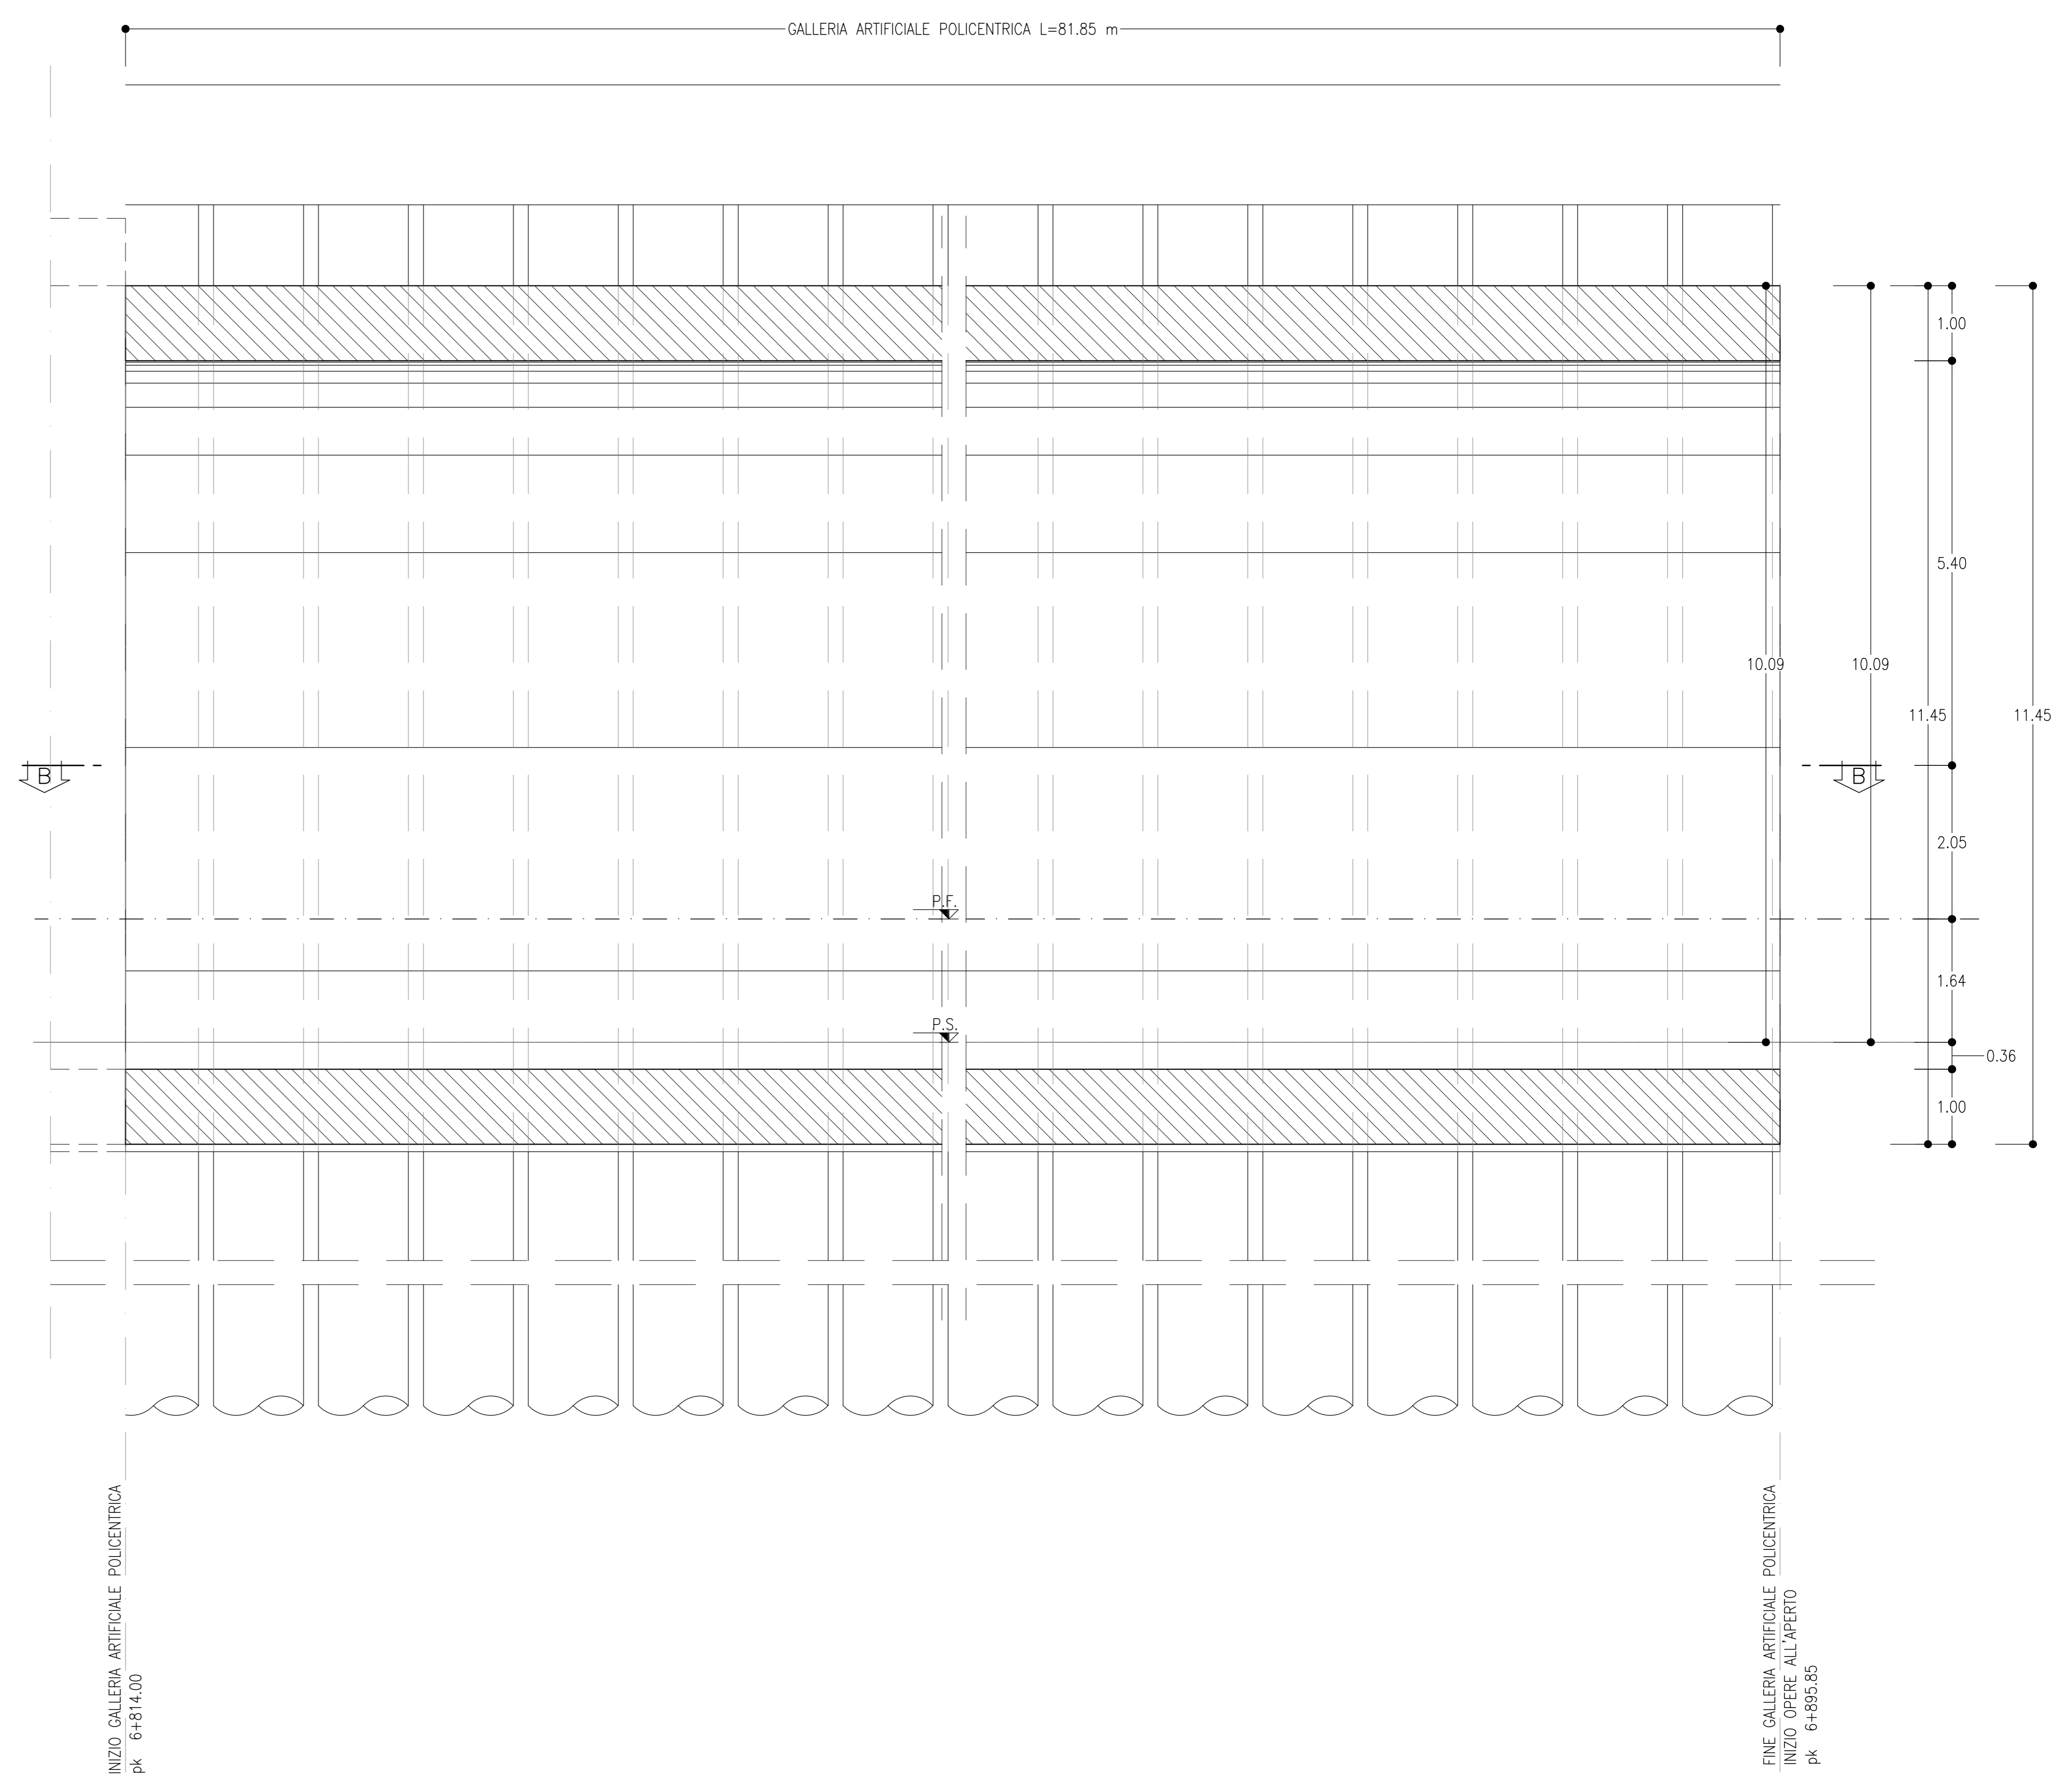 GALLERIA ARTIFICIALE POLICENTRICA L=81.85 m
1.00
5.40
10.09
10.09
11.45
11.45
B
B
2.05
P.F.
1.64
P.S.
0.36
1.00
INIZIO GALLERIA ARTIFICIALE POLICENTRICA
pk 6+814.00
FINE GALLERIA ARTIFICIALE POLICENTRICA
INIZIO OPERE ALL'APERTO
pk 6+895.85